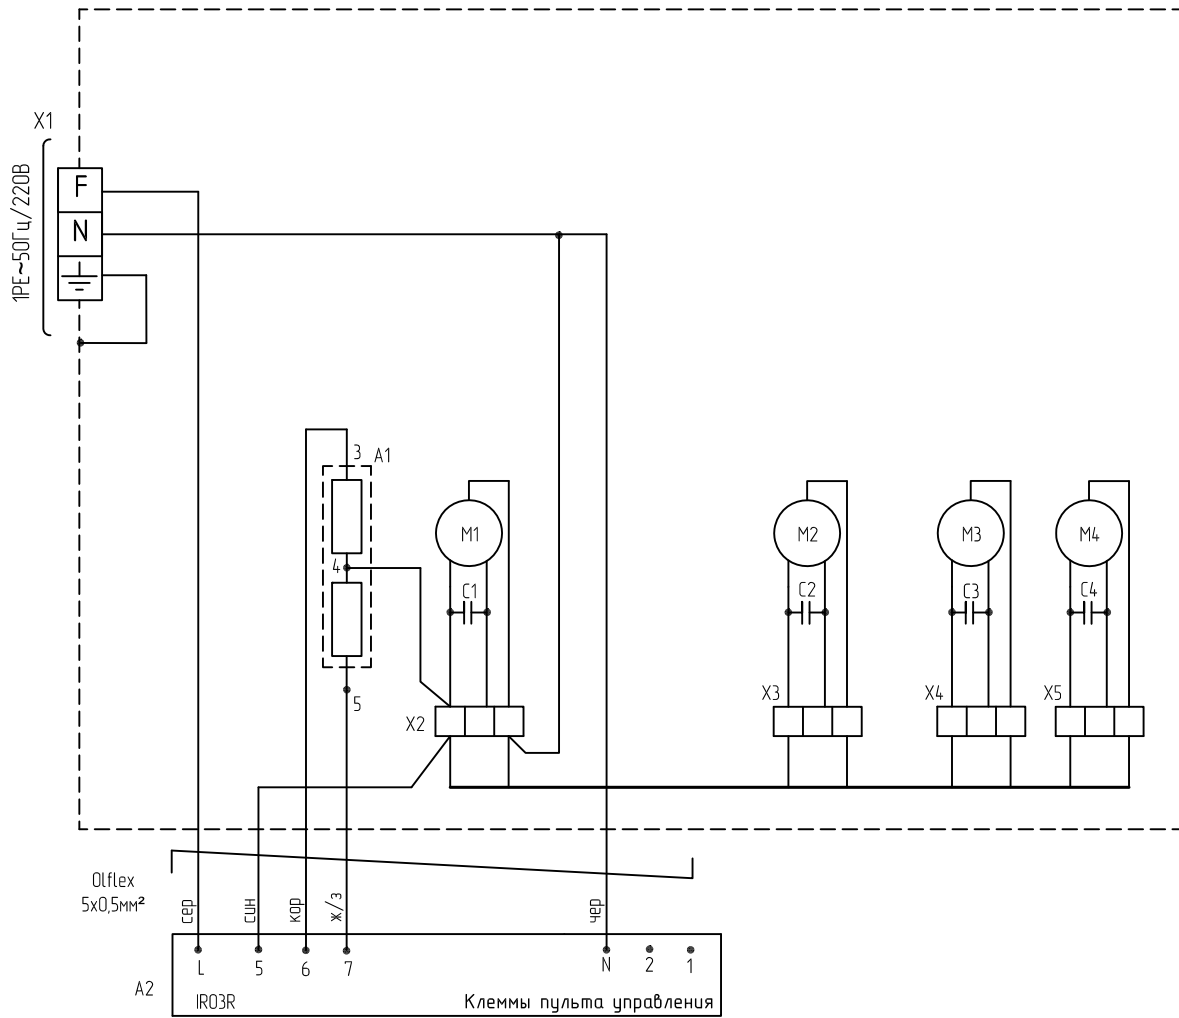 X1
1PE~50Гц/220В
F
N
3
A1
4
5
M1
M2
M3
M4
C1
C2
C3
C4
X2
X3
X4
X5
Olflex
5x0,5мм²
сер
син
кор
ж/з
чер
L
5
6
7
N
2
1
A2
IR03R
Клеммы пульта управления